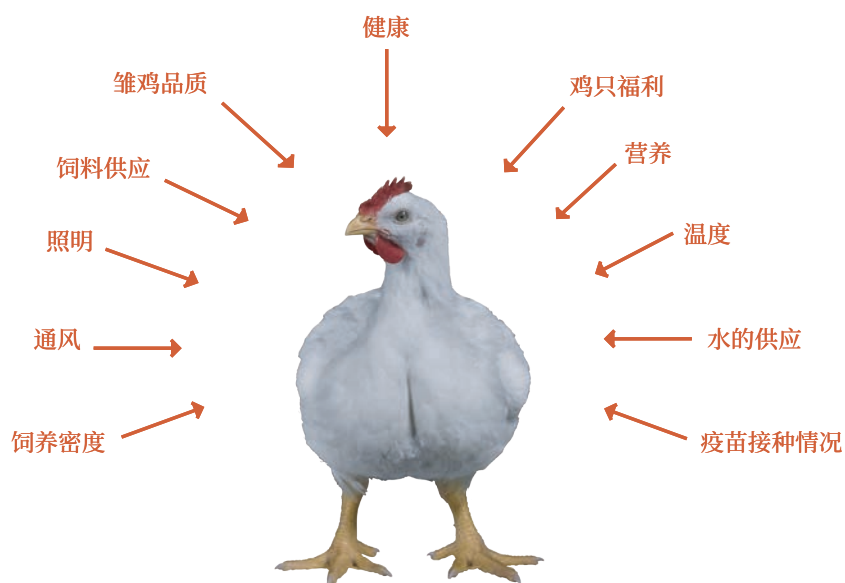 健康
雏鸡品质
鸡只福利
营养
饲料供应
温度
照明
通风
水的供应
饲养密度
疫苗接种情况